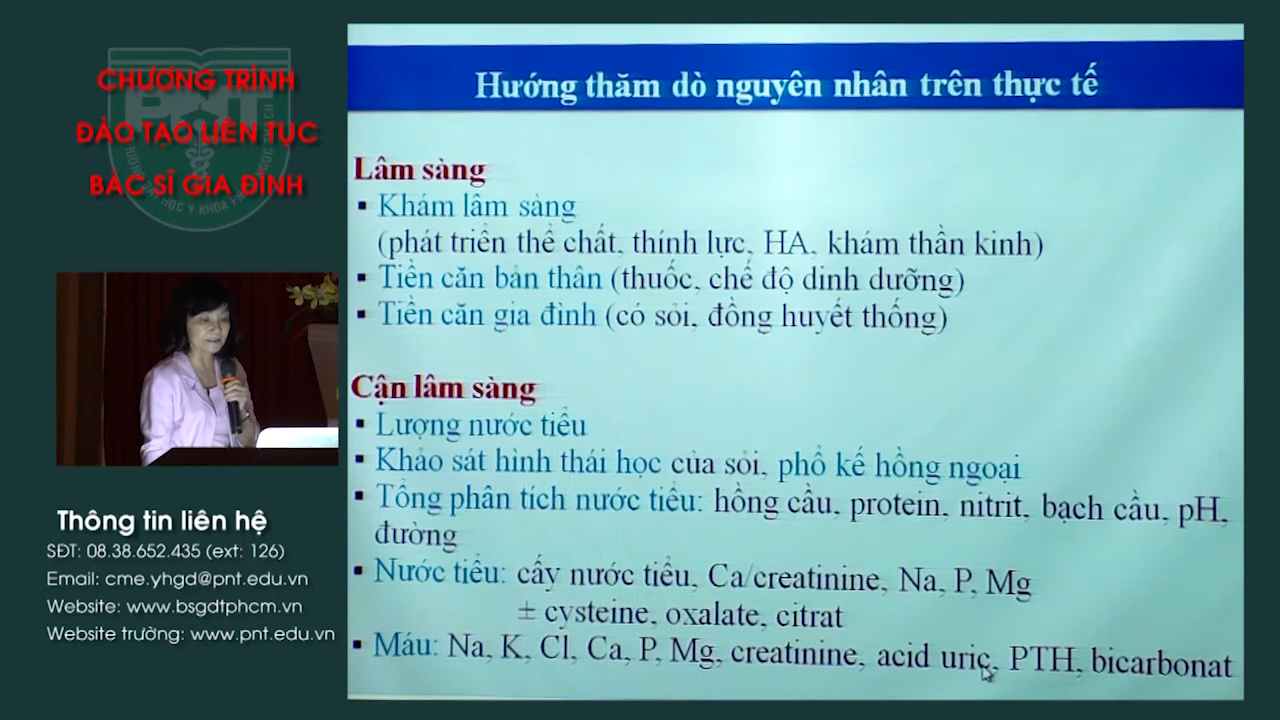 CHƯƠNG TRÌNH
ĐÀO TẠO LIÊN TỤC
BÁC SĨ GIA ĐÌNH
PNT
Thông tin liên hệ
SĐT: 08.38.652.435 (ext: 126)
Email: cme.yhgd@pnt.edu.vn
Website: www.bsgdtphcm.vn
Website trường: www.pnt.edu.vn
Hướng thăm dò nguyên nhân trên thực tế
Lâm sàng
▪ Khám lâm sàng
(phát triển thể chất, thính lực, HA, khám thần kinh)
▪ Tiền căn bản thân (thuốc, chế độ dinh dưỡng)
▪ Tiền căn gia đình (có sỏi, đồng huyết thống)
Cận lâm sàng
▪ Lượng nước tiểu
▪ Khảo sát hình thái học của sỏi, phổ kế hồng ngoại
▪ Tổng phân tích nước tiểu: hồng cầu, protein, nitrit, bạch cầu, pH,
đường
▪ Nước tiểu: cấy nước tiểu, Ca/creatinine, Na, P, Mg
± cysteine, oxalate, citrat
▪ Máu: Na, K, Cl, Ca, P, Mg, creatinine, acid uric, PTH, bicarbonat